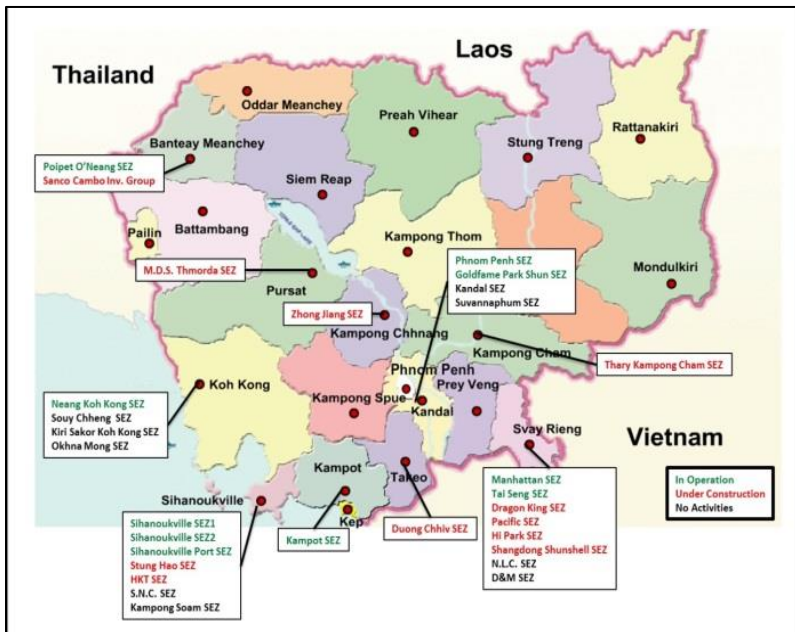 Laos
Thailand
Oddar Meanchey
Preah Vihear
Stung Treng
Rattanakiri
Banteay Meanchey
Poipet O'Neang SEZ
Sanco Cambo Inv. Group
Siem Reap
Battambang
Pailin
Kampong Thom
Mondulkiri
M.D.S. Thmorda SEZ
Pursat
Phnom Penh SEZ
Goldfame Park Shun SEZ
Kandal SEZ
Suvannaphum SEZ
Zhong Jiang SEZ
Kampong Chhnang
Kampong Cham
Thary Kampong Cham SEZ
Phnom Penh
Prey Veng
Koh Kong
Kampong Spue
Kandal
Neang Koh Kong SEZ
Souy Chheng SEZ
Kiri Sakor Koh Kong SEZ
Okhna Mong SEZ
Svay Rieng
Vietnam
Kampot
Takeo
Sihanoukville
Kep
Manhattan SEZ
Tai Seng SEZ
Dragon King SEZ
Pacific SEZ
Hi Park SEZ
Shangdong Shunshell SEZ
N.L.C. SEZ
D&M SEZ
In Operation
Under Construction
No Activities
Sihanoukville SEZ1
Sihanoukville SEZ2
Sihanoukville Port SEZ
Stung Hao SEZ
HKT SEZ
S.N.C. SEZ
Kampong Soam SEZ
Kampot SEZ
Duong Chhiv SEZ